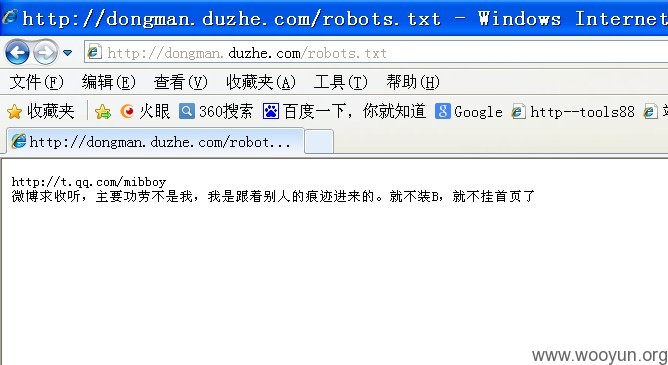 http://dongman.duzhe.com/robots.txt - Windows Internet
http://dongman.duzhe.com/robots.txt
文件(F) 编辑(E) 查看(V) 收藏夹(A) 工具(T) 帮助(H)
收藏夹 火眼 360搜索 百度一下，你就知道 Google http--tools88
http://dongman.duzhe.com/robot...
http://t.qq.com/mibboy
微博求收听，主要功劳不是我，我是跟着别人的痕迹进来的。就不装B，就不挂首页了
www.wooyun.org